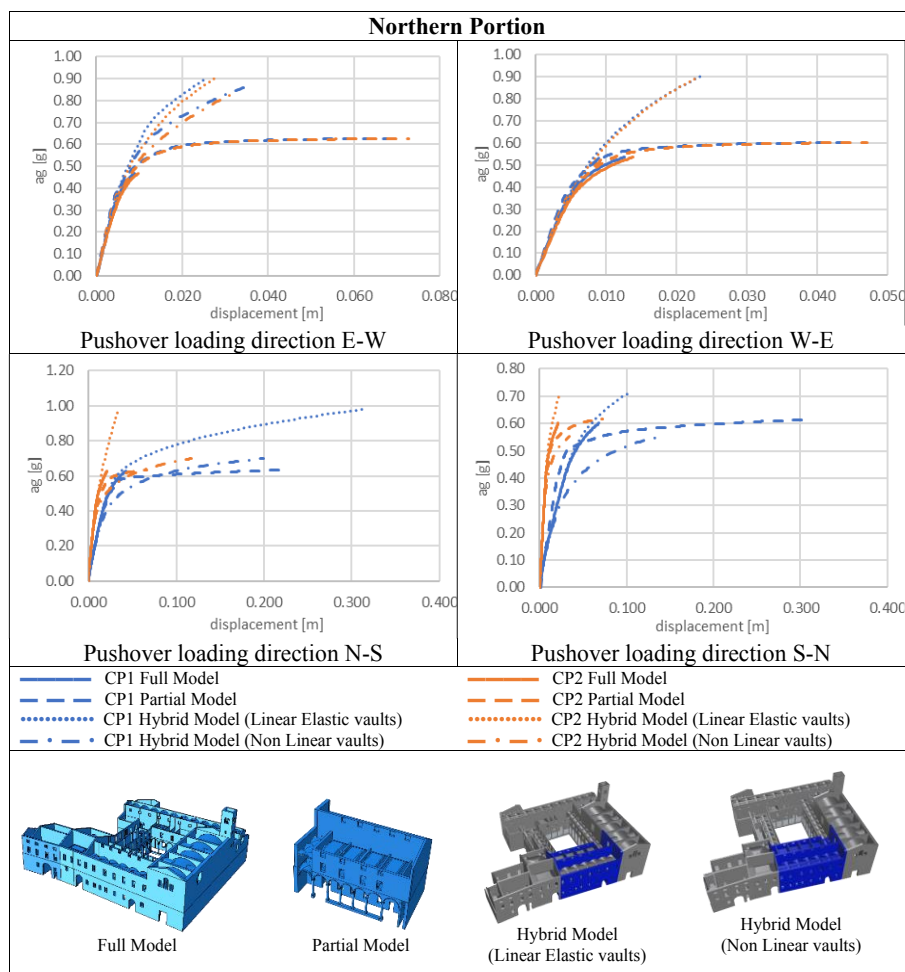 Northern Portion
1.00
0.90
0.80
0.70
0.60
0.50
0.40
0.30
0.20
0.10
0.00
ag [g]
0.000 0.020 0.040 0.060 0.080
displacement [m]
Pushover loading direction E-W
1.00
0.90
0.80
0.70
0.60
0.50
0.40
0.30
0.20
0.10
0.00
ag [g]
0.000 0.010 0.020 0.030 0.040 0.050
displacement [m]
Pushover loading direction W-E
1.20
1.00
0.80
0.60
0.40
0.20
0.00
ag [g]
0.000 0.100 0.200 0.300 0.400
displacement [m]
Pushover loading direction N-S
0.80
0.70
0.60
0.50
0.40
0.30
0.20
0.10
0.00
ag [g]
0.000 0.100 0.200 0.300 0.400
displacement [m]
Pushover loading direction S-N
CP1 Full Model
CP1 Partial Model
CP1 Hybrid Model (Linear Elastic vaults)
CP1 Hybrid Model (Non Linear vaults)
CP2 Full Model
CP2 Partial Model
CP2 Hybrid Model (Linear Elastic vaults)
CP2 Hybrid Model (Non Linear vaults)
Full Model
Partial Model
Hybrid Model
(Linear Elastic vaults)
Hybrid Model
(Non Linear vaults)